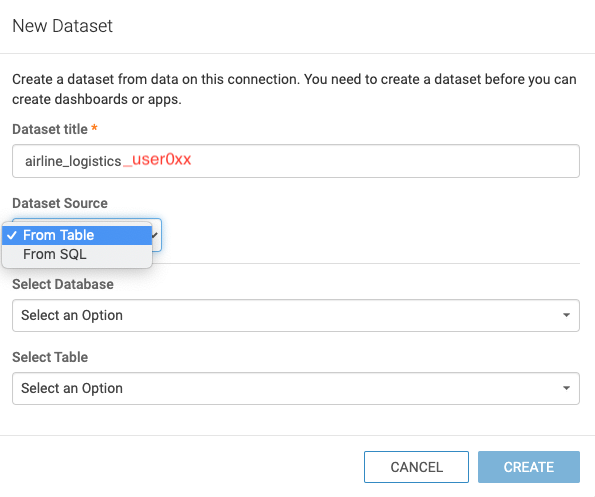 New Dataset
Create a dataset from data on this connection. You need to create a dataset before you can
create dashboards or apps.
Dataset title *
airline_logistics_user0xx
Dataset Source
✓ From Table
From SQL
Select Database
Select an Option
Select Table
Select an Option
CANCEL CREATE